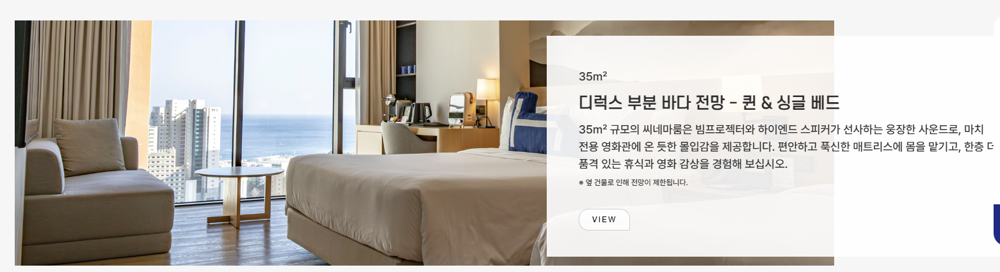 35m²
디럭스 부분 바다 전망 - 퀸 & 싱글 베드
35m² 규모의 씨네마룸은 빔프로젝터와 하이엔드 스피커가 선사하는 웅장한 사운드로, 마치
전용 영화관에 온 듯한 몰입감을 제공합니다. 편안하고 푹신한 매트리스에 몸을 맡기고, 한층
품격 있는 휴식과 영화 감상을 경험해 보십시오.
※ 옆 건물로 인해 전망이 제한됩니다.
VIEW